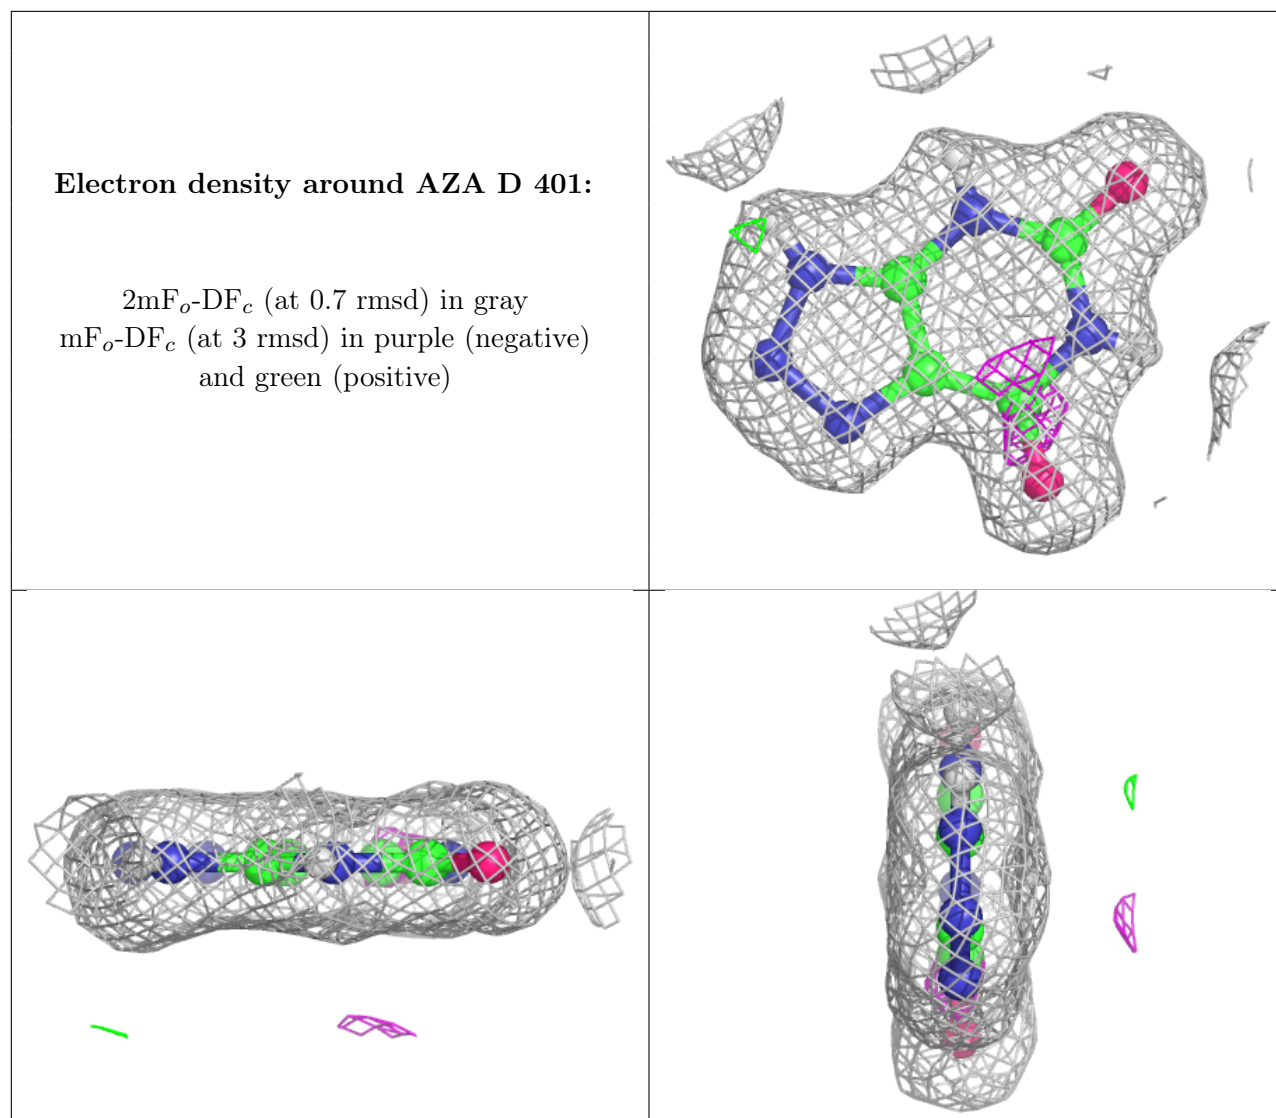 Electron density around AZA D 401:
2mFₒ-DF𝒸 (at 0.7 rmsd) in gray
mFₒ-DF𝒸 (at 3 rmsd) in purple (negative)
and green (positive)